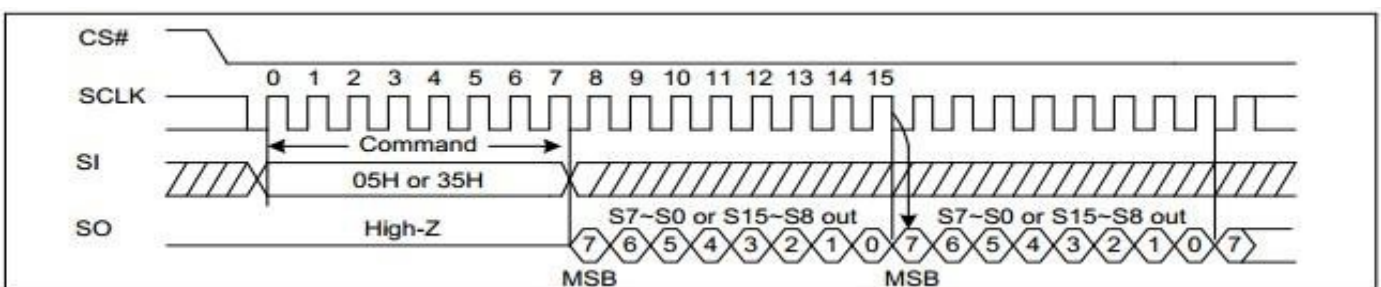 CS#
0 1 2 3 4 5 6 7 8 9 10 11 12 13 14 15
SCLK
Command
SI
05H or 35H
S7~S0 or S15~S8 out S7~S0 or S15~S8 out
SO High-Z
7 6 5 4 3 2 1 0 7 6 5 4 3 2 1 0 7
MSB MSB